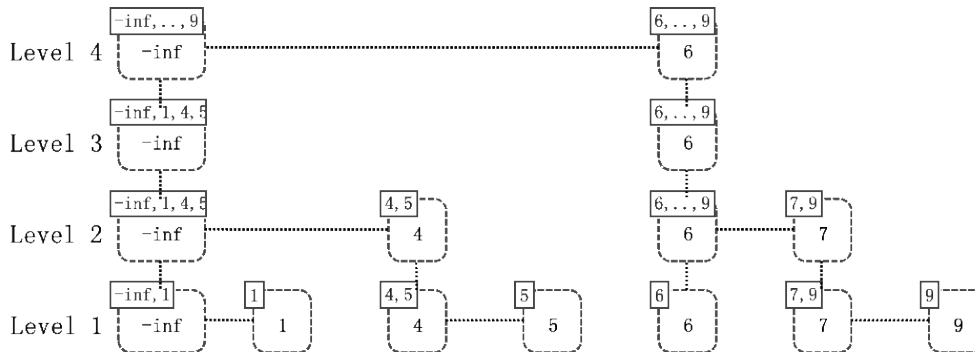 -inf,..,9 6,..,9
Level 4 -inf 6
-inf,1,4,5 6,..,9
Level 3 -inf 6
-inf,1,4,5 4,5 6,..,9 7,9
Level 2 -inf 4 6 7
-inf,1 1 4,5 5 6 7,9 9
Level 1 -inf 1 4 5 6 7 9